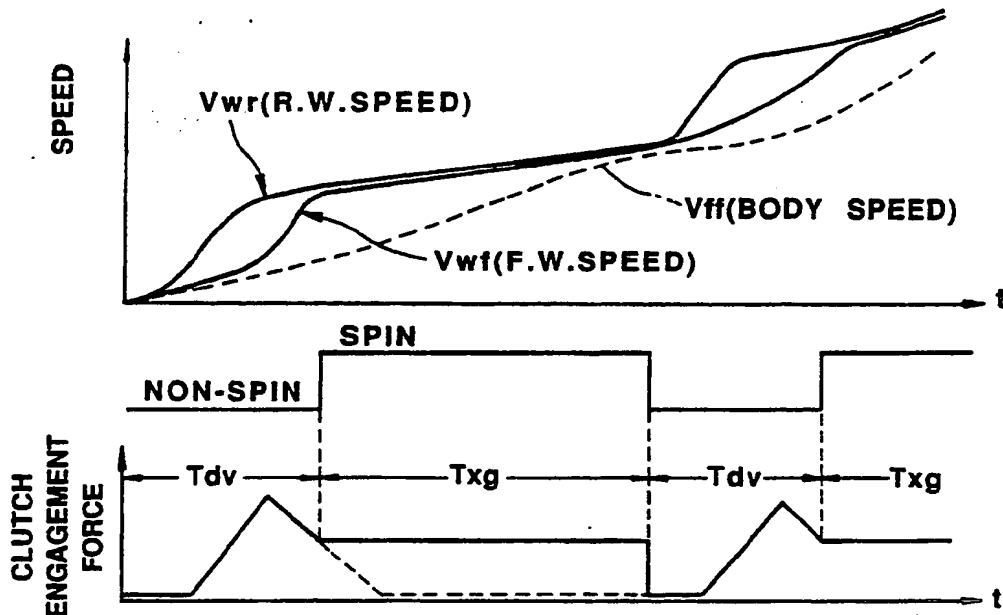 SPEED
Vwr(R.W.SPEED)
Vff(BODY SPEED)
Vwf(F.W.SPEED)
t
SPIN
NON-SPIN
CLUTCH
ENGAGEMENT
FORCE
Tdv Txg Tdv Txg
t